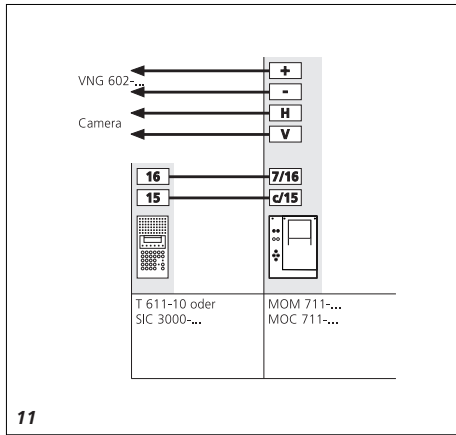 +
VNG 602-...
-
H
Camera
V
16 7/16
15 c/15
T 611-10 oder MOM 711-...
SIC 3000-... MOC 711-...
11